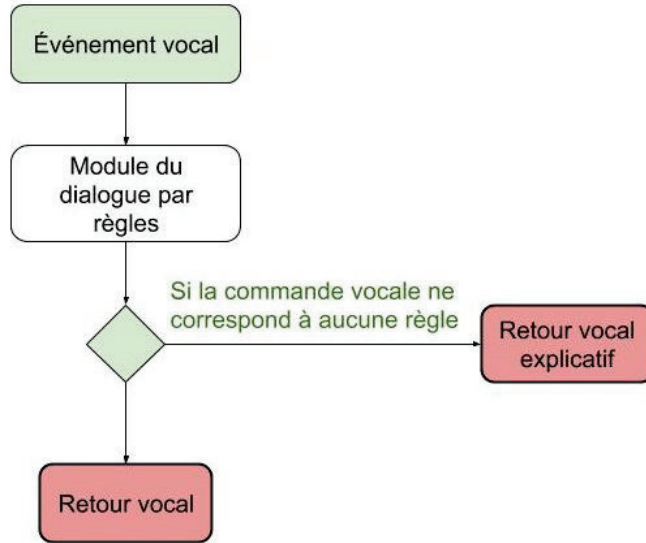 Événement vocal
Module du
dialogue par
règles
Si la commande vocale ne
correspond à aucune règle
Retour vocal
explicatif
Retour vocal